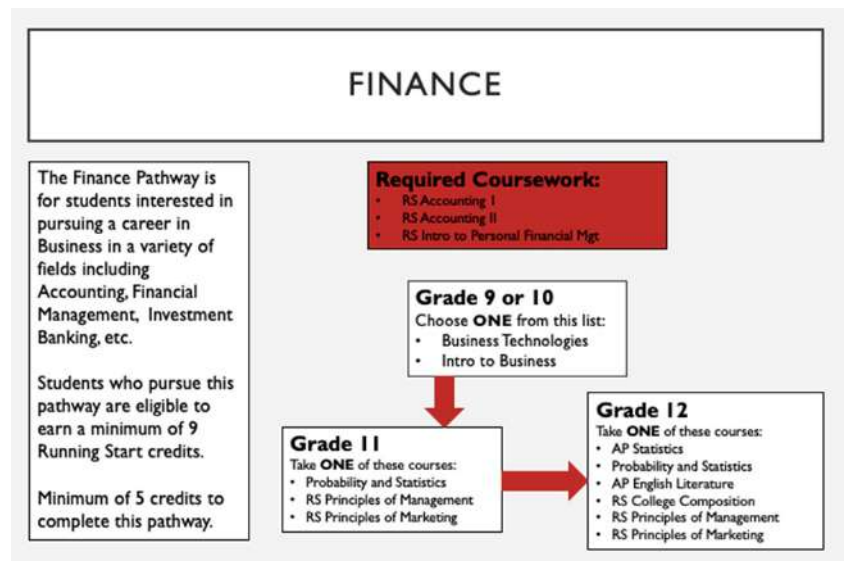 FINANCE
The Finance Pathway is
for students interested in
pursuing a career in
Business in a variety of
fields including
Accounting, Financial
Management, Investment
Banking, etc.
Students who pursue this
pathway are eligible to
earn a minimum of 9
Running Start credits.
Minimum of 5 credits to
complete this pathway.
Required Coursework:
• RS Accounting I
• RS Accounting II
• RS Intro to Personal Financial Mgt
Grade 9 or 10
Choose ONE from this list:
• Business Technologies
• Intro to Business
Grade 11
Take ONE of these courses:
• Probability and Statistics
• RS Principles of Management
• RS Principles of Marketing
Grade 12
Take ONE of these courses:
• AP Statistics
• Probability and Statistics
• AP English Literature
• RS College Composition
• RS Principles of Management
• RS Principles of Marketing